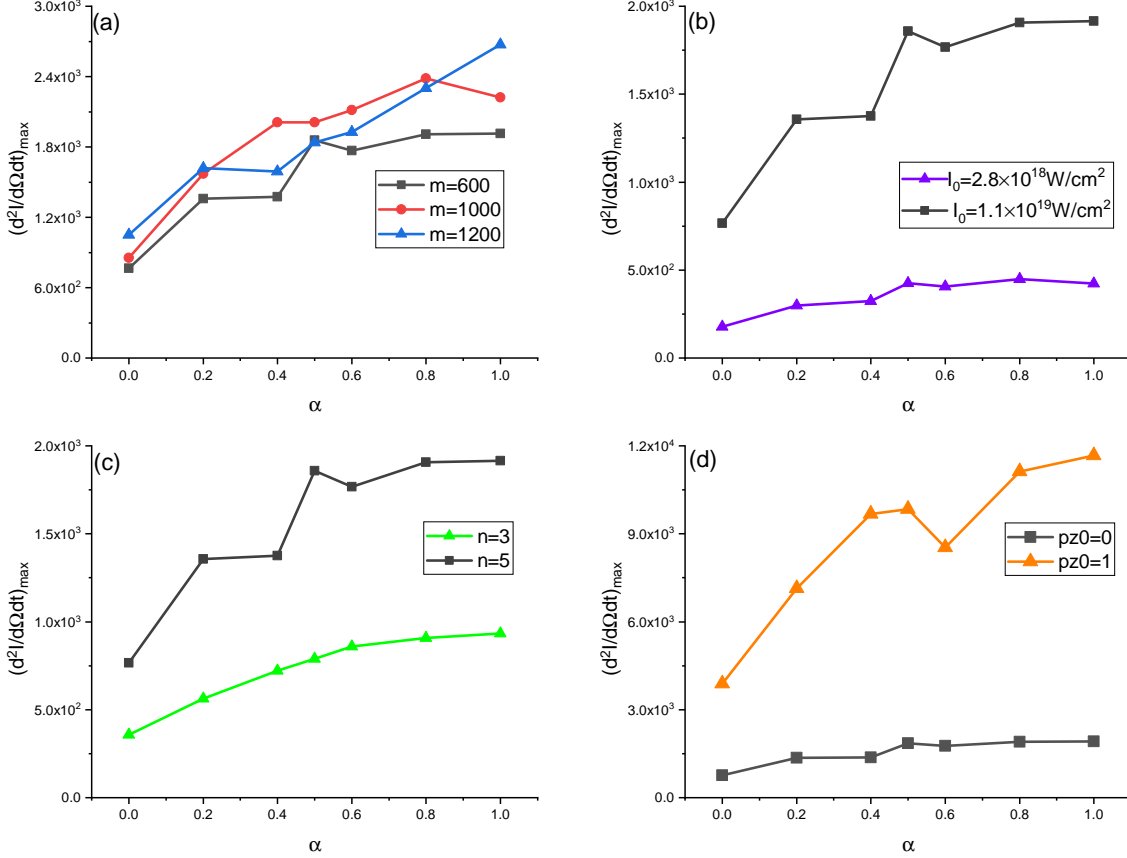 (a)
(d²I/dΩdt)max
3.0x10³
2.4x10³
1.8x10³
1.2x10³
6.0x10²
0.0
m=600
m=1000
m=1200
0.0 0.2 0.4 0.6 0.8 1.0
α
(b)
(d²I/dΩdt)max
2.0x10³
1.5x10³
1.0x10³
5.0x10²
0.0
I₀=2.8×10¹⁸W/cm²
I₀=1.1×10¹⁹W/cm²
0.0 0.2 0.4 0.6 0.8 1.0
α
(c)
(d²I/dΩdt)max
2.0x10³
1.5x10³
1.0x10³
5.0x10²
0.0
n=3
n=5
0.0 0.2 0.4 0.6 0.8 1.0
α
(d)
(d²I/dΩdt)max
1.2x10⁴
9.0x10³
6.0x10³
3.0x10³
0.0
pz0=0
pz0=1
0.0 0.2 0.4 0.6 0.8 1.0
α